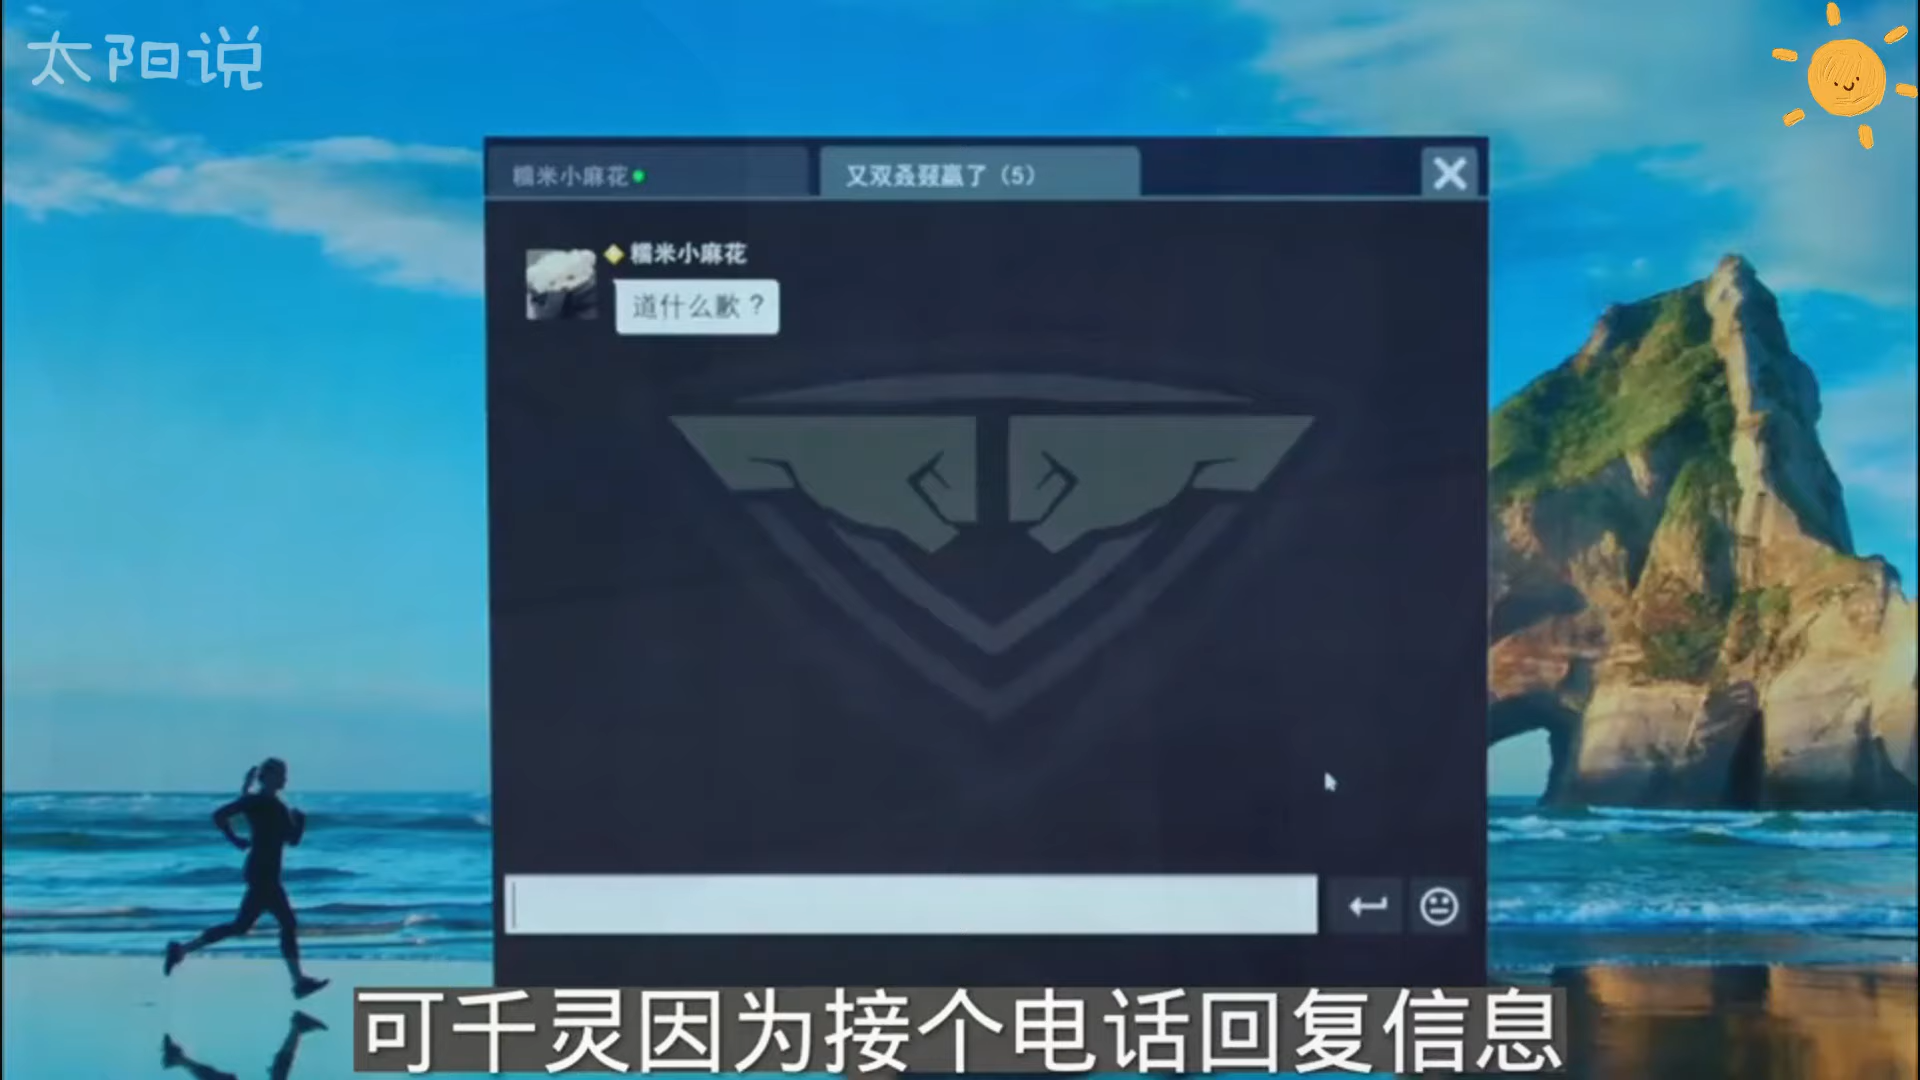 太阳说
糯米小麻花
又双叒叕赢了（5）
糯米小麻花
道什么歉？
可千灵因为接个电话回复信息